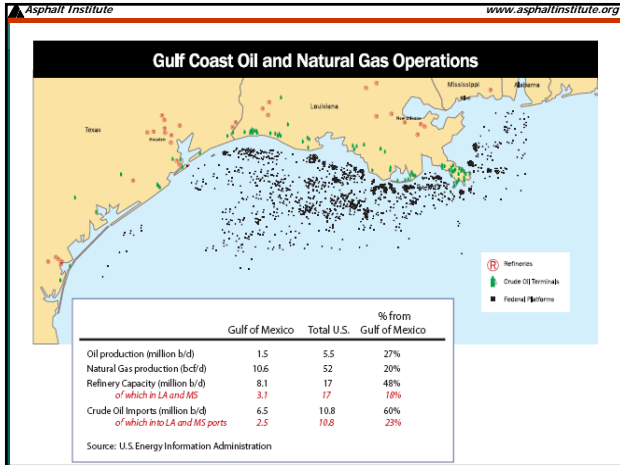 Asphalt Institute www.asphaltinstitute.org
Gulf Coast Oil and Natural Gas Operations
Mississippi Alabama
Louisiana
New Orleans
Texas
Houston
Refineries
Crude Oil Terminals
Federal Platforms
% from
Gulf of Mexico Total U.S. Gulf of Mexico
Oil production (million b/d) 1.5 5.5 27%
Natural Gas production (bcf/d) 10.6 52 20%
Refinery Capacity (million b/d) 8.1 17 48%
of which in LA and MS 3.1 17 18%
Crude Oil Imports (million b/d) 6.5 10.8 60%
of which into LA and MS ports 2.5 10.8 23%
Source: U.S. Energy Information Administration